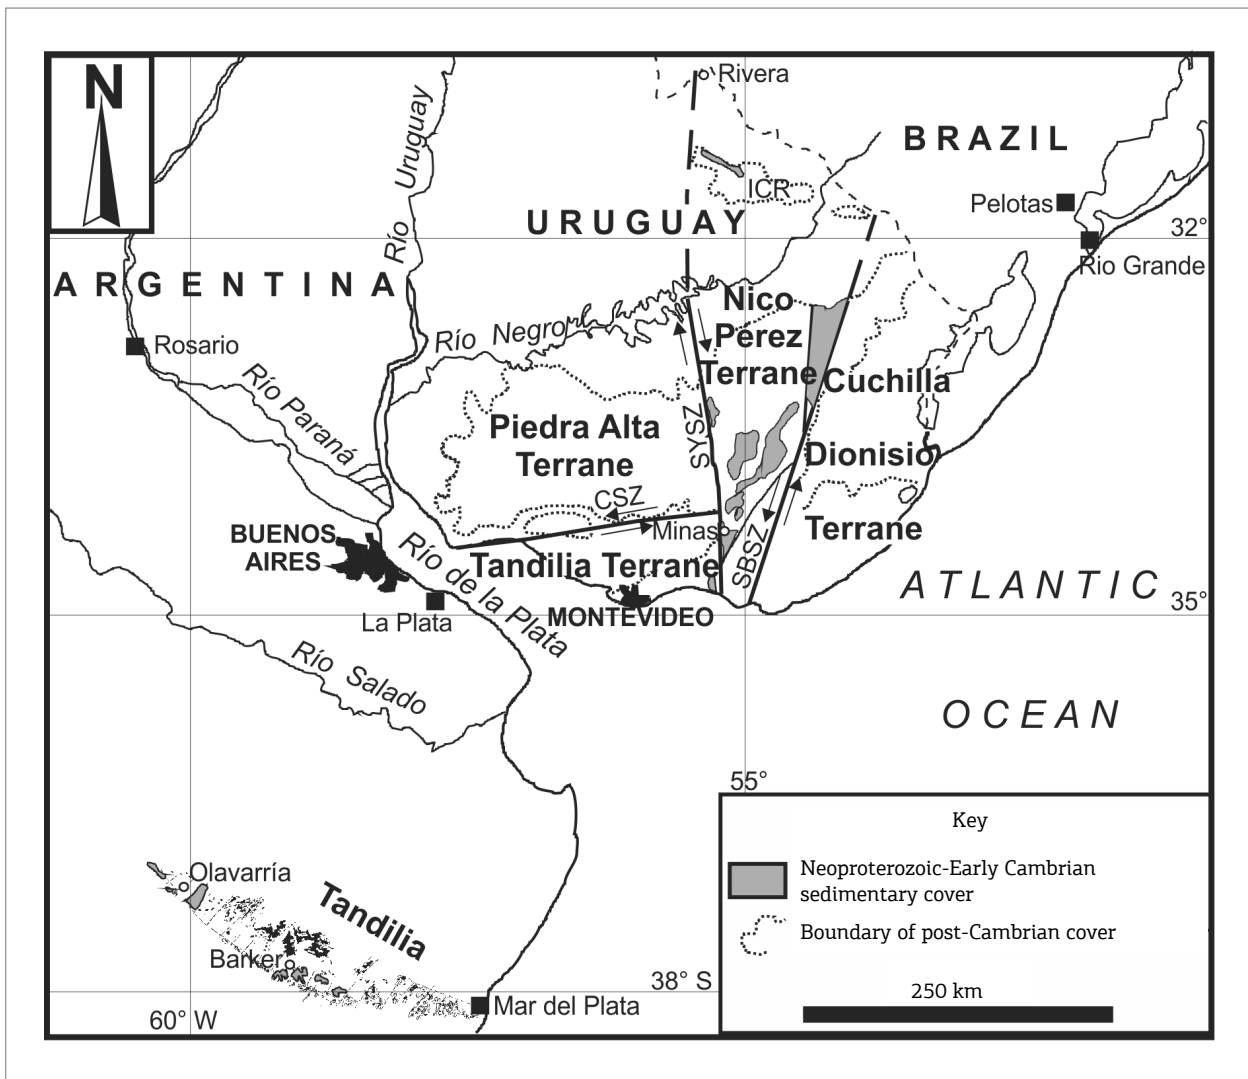 N
Rivera
BRAZIL
Río Uruguay
ICR
Pelotas
URUGUAY
32°
Rio Grande
ARGENTINA
Nico
Pérez
Terrane
Río Negro
Rosario
Río Paraná
Cuchilla
Dionisio
Terrane
Piedra Alta
Terrane
SYSZ
CSZ
Minas
SBSZ
BUENOS
AIRES
Río de la Plata
Tandilia Terrane
ATLANTIC
OCEAN
La Plata
MONTEVIDEO
35°
Río Salado
55°
Key
Neoproterozoic-Early Cambrian
sedimentary cover
Boundary of post-Cambrian cover
250 km
Olavarría
Tandilia
Barker
38° S
Mar del Plata
60° W